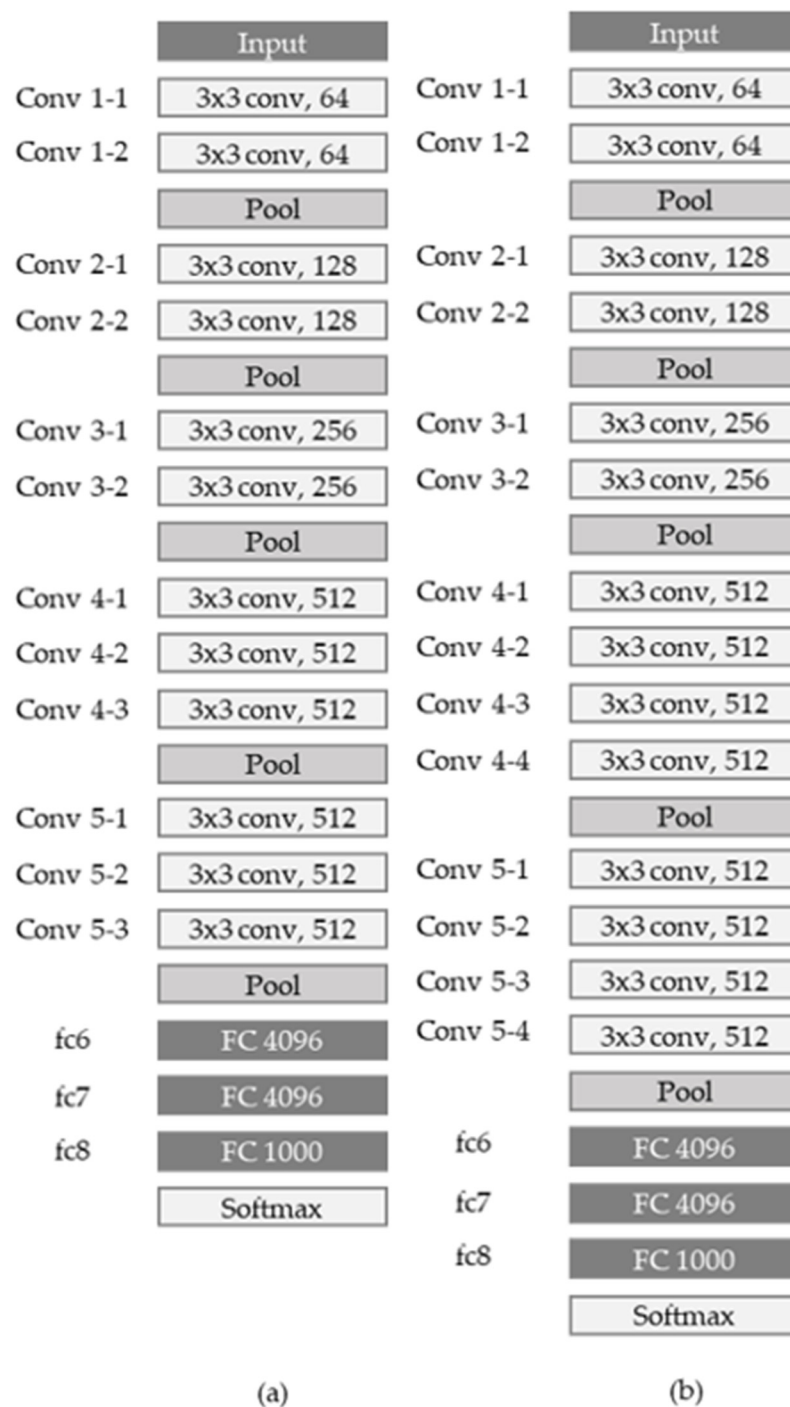 Input
Conv 1-1 3x3 conv, 64
Conv 1-2 3x3 conv, 64
Pool
Conv 2-1 3x3 conv, 128
Conv 2-2 3x3 conv, 128
Pool
Conv 3-1 3x3 conv, 256
Conv 3-2 3x3 conv, 256
Pool
Conv 4-1 3x3 conv, 512
Conv 4-2 3x3 conv, 512
Conv 4-3 3x3 conv, 512
Pool
Conv 5-1 3x3 conv, 512
Conv 5-2 3x3 conv, 512
Conv 5-3 3x3 conv, 512
Pool
fc6 FC 4096
fc7 FC 4096
fc8 FC 1000
Softmax
(a)
Input
Conv 1-1 3x3 conv, 64
Conv 1-2 3x3 conv, 64
Pool
Conv 2-1 3x3 conv, 128
Conv 2-2 3x3 conv, 128
Pool
Conv 3-1 3x3 conv, 256
Conv 3-2 3x3 conv, 256
Pool
Conv 4-1 3x3 conv, 512
Conv 4-2 3x3 conv, 512
Conv 4-3 3x3 conv, 512
Conv 4-4 3x3 conv, 512
Pool
Conv 5-1 3x3 conv, 512
Conv 5-2 3x3 conv, 512
Conv 5-3 3x3 conv, 512
Conv 5-4 3x3 conv, 512
Pool
fc6 FC 4096
fc7 FC 4096
fc8 FC 1000
Softmax
(b)